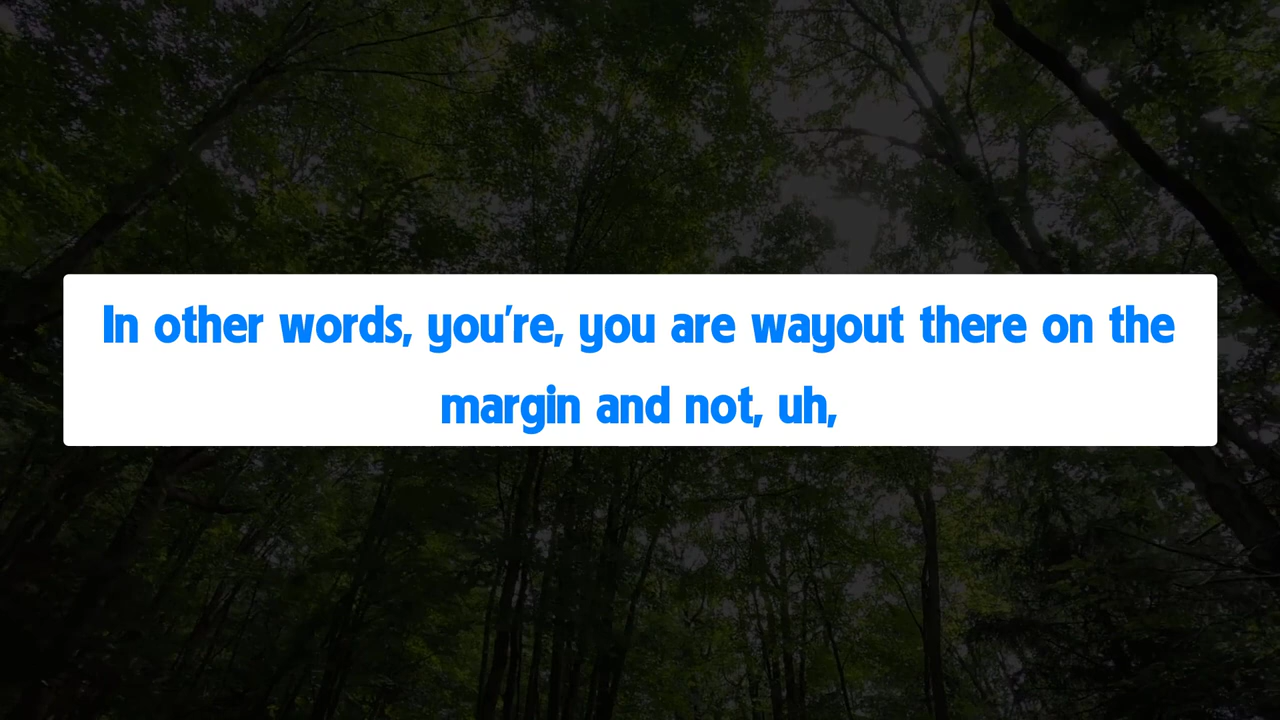 In other words, you're, you are wayout there on the
margin and not, uh,